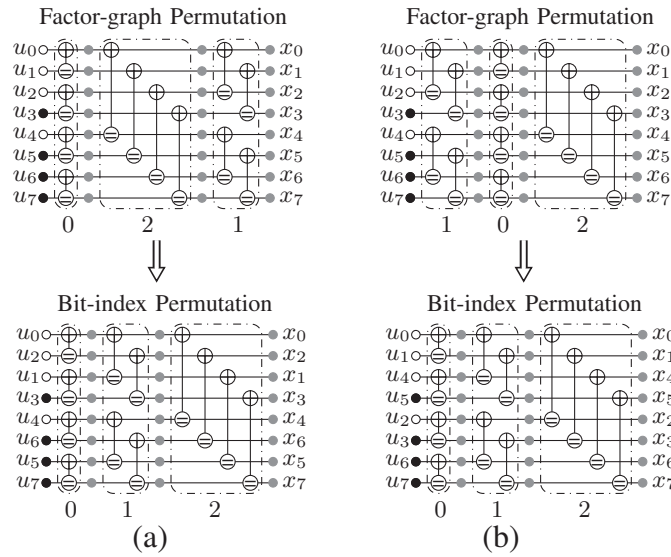 Factor-graph Permutation Factor-graph Permutation
u₀ x₀ u₀ x₀
u₁ x₁ u₁ x₁
u₂ x₂ u₂ x₂
u₃ x₃ u₃ x₃
u₄ x₄ u₄ x₄
u₅ x₅ u₅ x₅
u₆ x₆ u₆ x₆
u₇ x₇ u₇ x₇
0 2 1 1 0 2
Bit-index Permutation Bit-index Permutation
u₀ x₀ u₀ x₀
u₂ x₂ u₁ x₁
u₁ x₁ u₄ x₄
u₃ x₃ u₅ x₅
u₄ x₄ u₂ x₂
u₆ x₆ u₃ x₃
u₅ x₅ u₆ x₆
u₇ x₇ u₇ x₇
0 1 2 0 1 2
(a) (b)